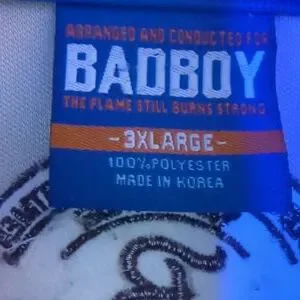 ARRANGED AND CONDUCTED FOR
BADBOY
THE FLAME STILL BURNS STRONG
-3XLARGE-
100% POLYESTER
MADE IN KOREA